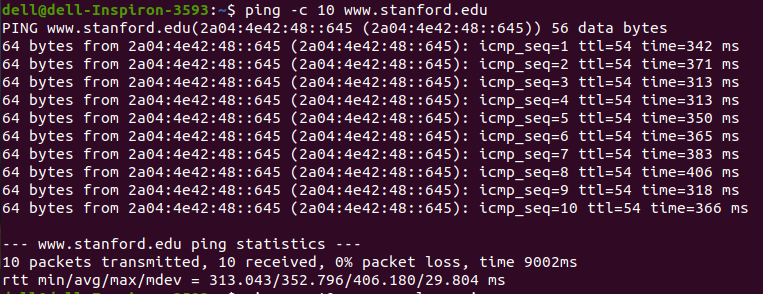 dell@dell-Inspiron-3593:~$ ping -c 10 www.stanford.edu
PING www.stanford.edu(2a04:4e42:48::645 (2a04:4e42:48::645)) 56 data bytes
64 bytes from 2a04:4e42:48::645 (2a04:4e42:48::645): icmp_seq=1 ttl=54 time=342 ms
64 bytes from 2a04:4e42:48::645 (2a04:4e42:48::645): icmp_seq=2 ttl=54 time=371 ms
64 bytes from 2a04:4e42:48::645 (2a04:4e42:48::645): icmp_seq=3 ttl=54 time=313 ms
64 bytes from 2a04:4e42:48::645 (2a04:4e42:48::645): icmp_seq=4 ttl=54 time=313 ms
64 bytes from 2a04:4e42:48::645 (2a04:4e42:48::645): icmp_seq=5 ttl=54 time=350 ms
64 bytes from 2a04:4e42:48::645 (2a04:4e42:48::645): icmp_seq=6 ttl=54 time=365 ms
64 bytes from 2a04:4e42:48::645 (2a04:4e42:48::645): icmp_seq=7 ttl=54 time=383 ms
64 bytes from 2a04:4e42:48::645 (2a04:4e42:48::645): icmp_seq=8 ttl=54 time=406 ms
64 bytes from 2a04:4e42:48::645 (2a04:4e42:48::645): icmp_seq=9 ttl=54 time=318 ms
64 bytes from 2a04:4e42:48::645 (2a04:4e42:48::645): icmp_seq=10 ttl=54 time=366 ms
--- www.stanford.edu ping statistics ---
10 packets transmitted, 10 received, 0% packet loss, time 9002ms
rtt min/avg/max/mdev = 313.043/352.796/406.180/29.804 ms